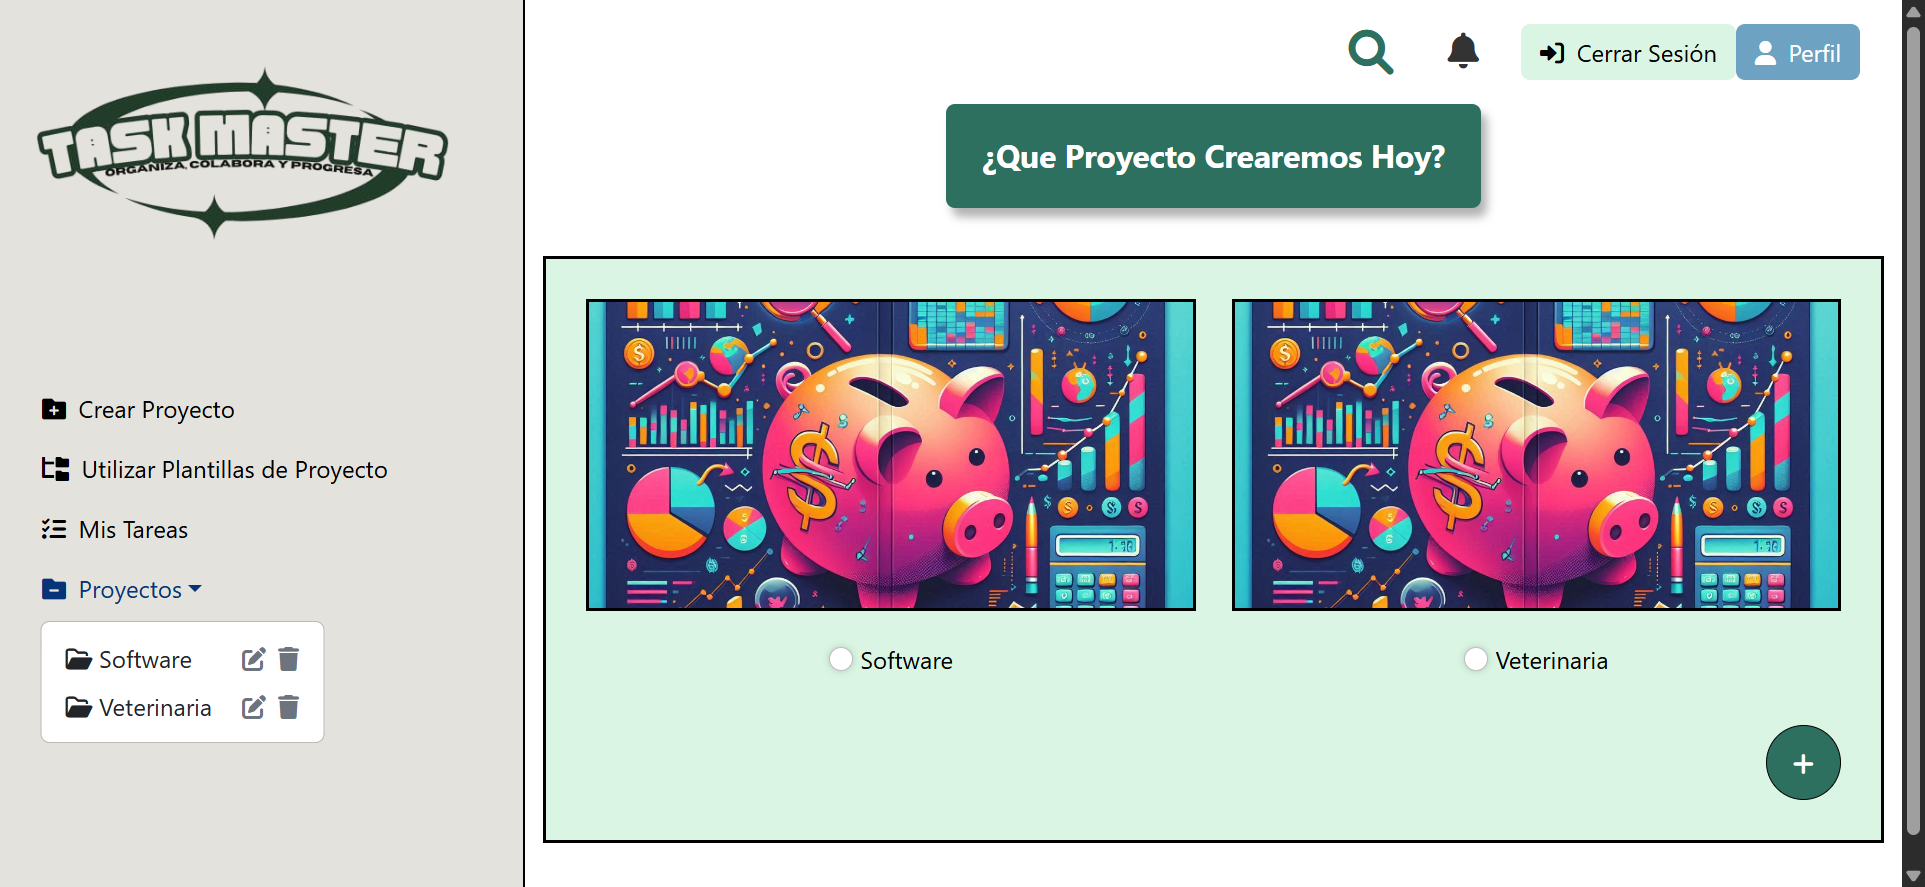 TASK MASTER
ORGANIZA, COLABORA Y PROGRESA
Crear Proyecto
Utilizar Plantillas de Proyecto
Mis Tareas
Proyectos
Software
Veterinaria
Cerrar Sesión
Perfil
¿Que Proyecto Crearemos Hoy?
Software
Veterinaria